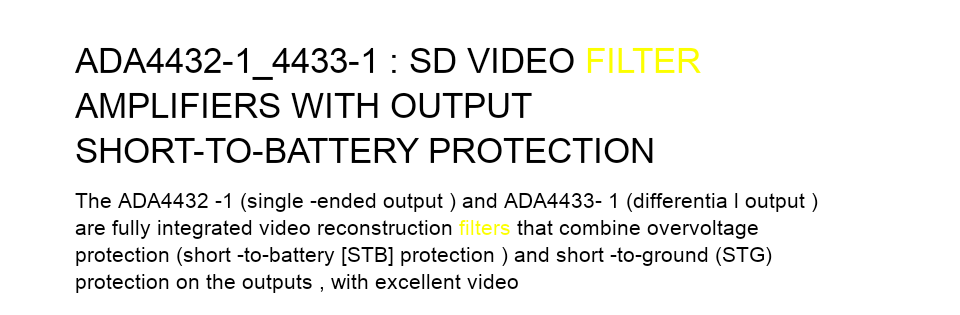 ADA4432-1_4433-1 : SD VIDEO FILTER
AMPLIFIERS WITH OUTPUT
SHORT-TO-BATTERY PROTECTION
The ADA4432 -1 (single -ended output ) and ADA4433- 1 (differentia l output )
are fully integrated video reconstruction filters that combine overvoltage
protection (short -to-battery [STB] protection ) and short -to-ground (STG)
protection on the outputs , with excellent video